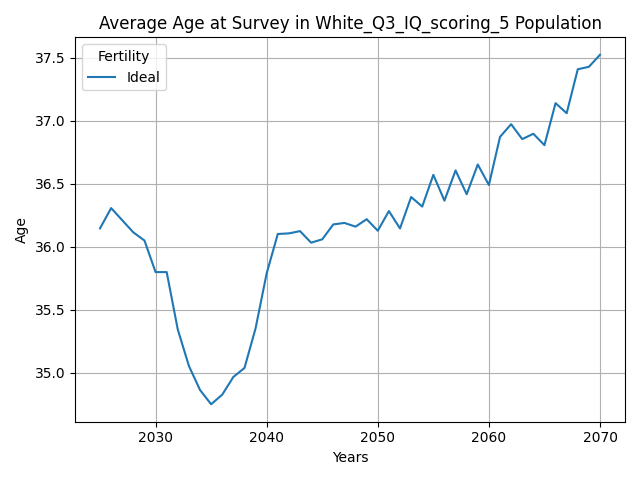 Average Age at Survey in White_Q3_IQ_scoring_5 Population
Fertility
Ideal
37.5
37.0
36.5
36.0
35.5
35.0
Age
2030 2040 2050 2060 2070
Years